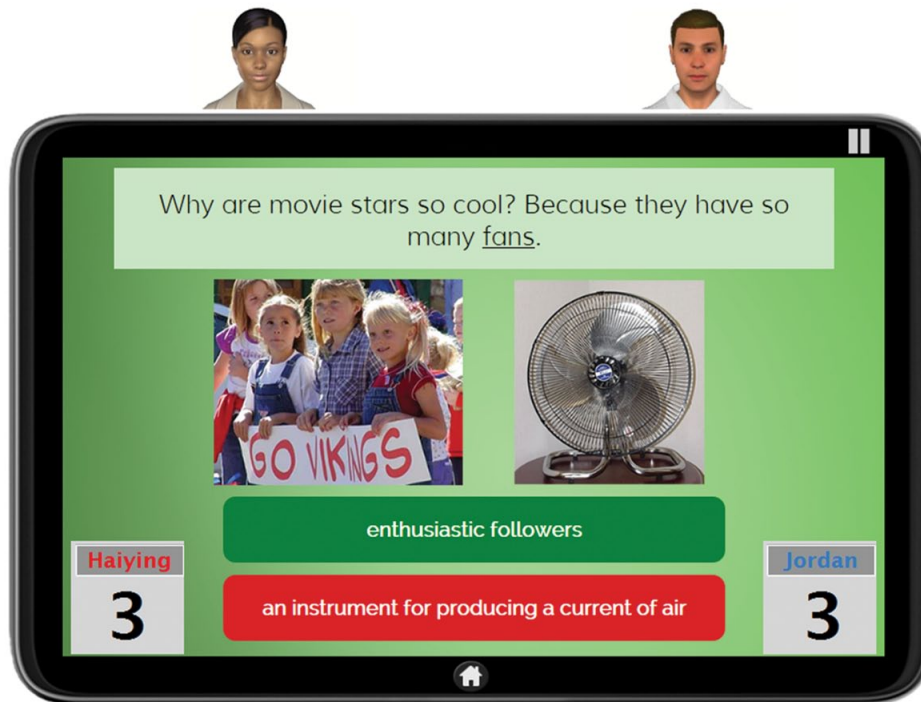 Why are movie stars so cool? Because they have so
many fans.
GO VIKINGS
enthusiastic followers
an instrument for producing a current of air
Haiying
3
Jordan
3